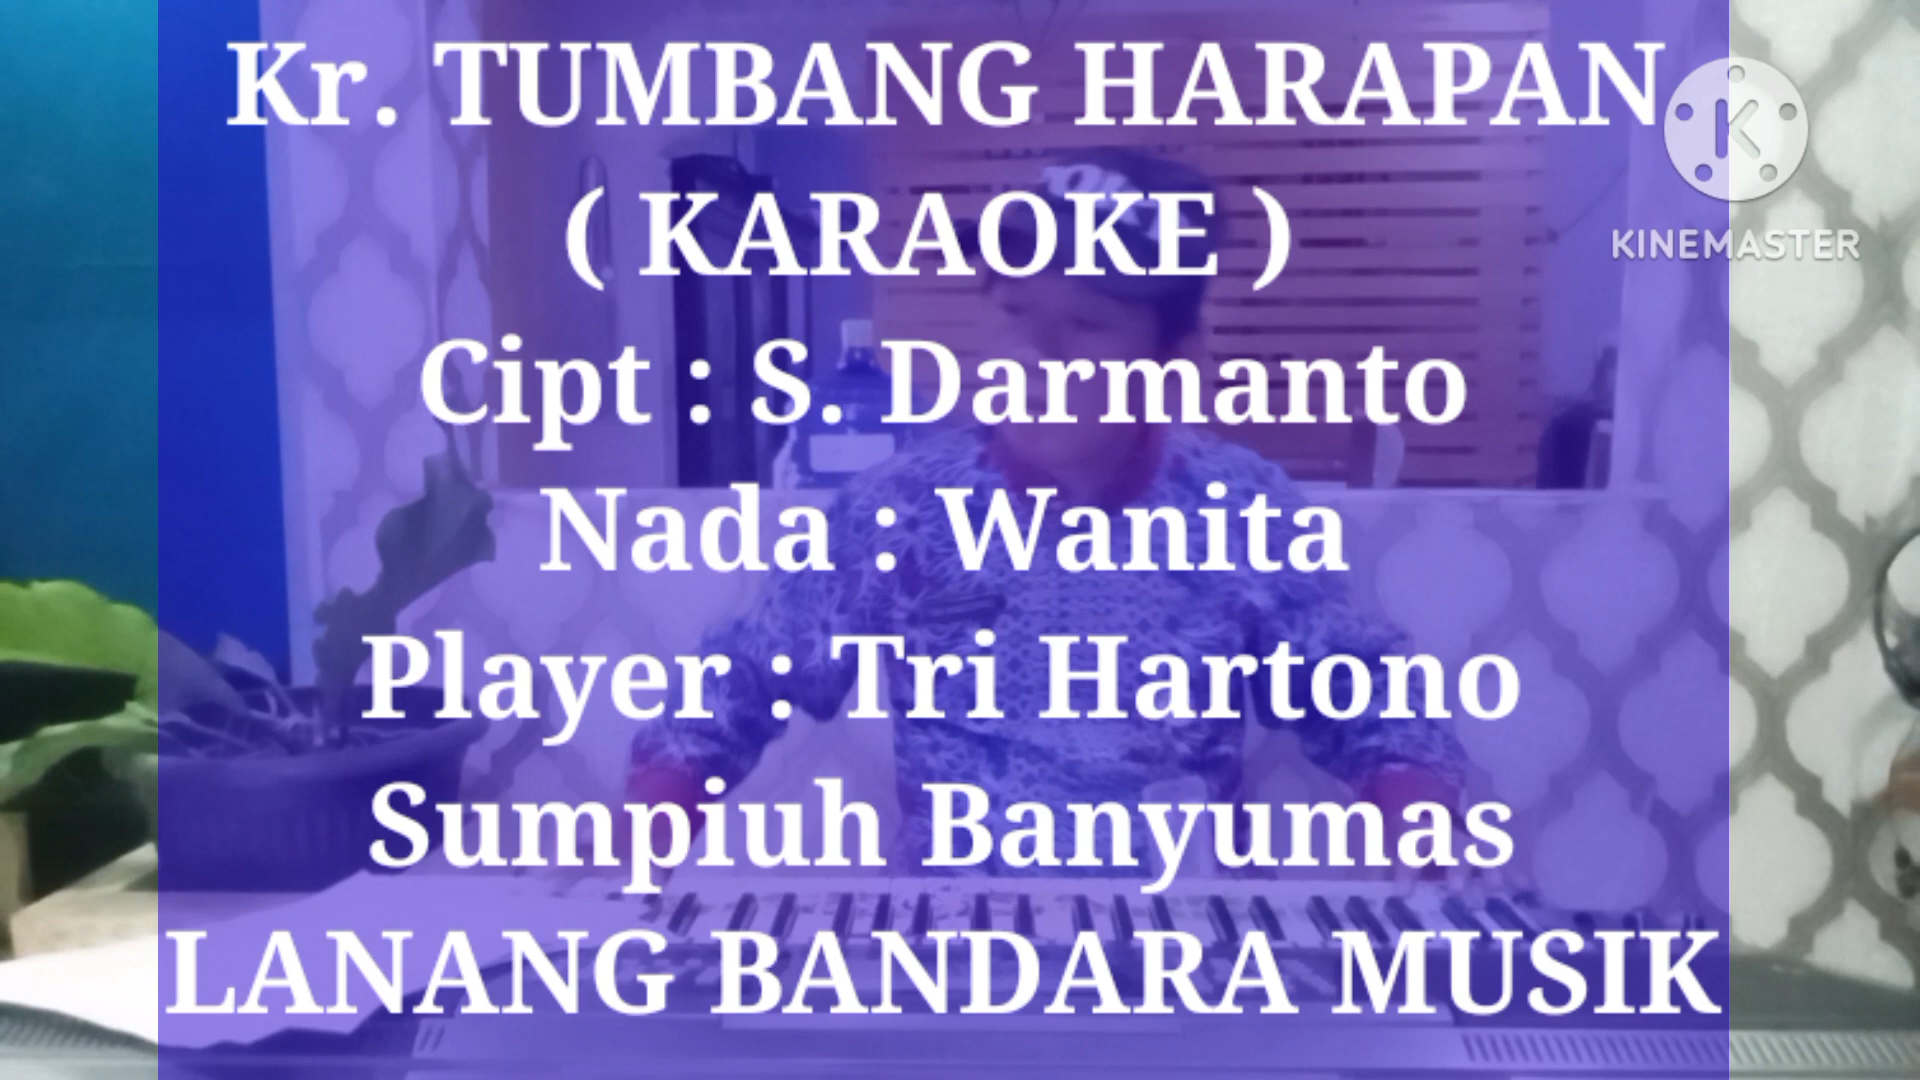 Kr. TUMBANG HARAPAN
( KARAOKE )
Cipt : S. Darmanto
Nada : Wanita
Player : Tri Hartono
Sumpiuh Banyumas
LANANG BANDARA MUSIK
K
KINEMASTER